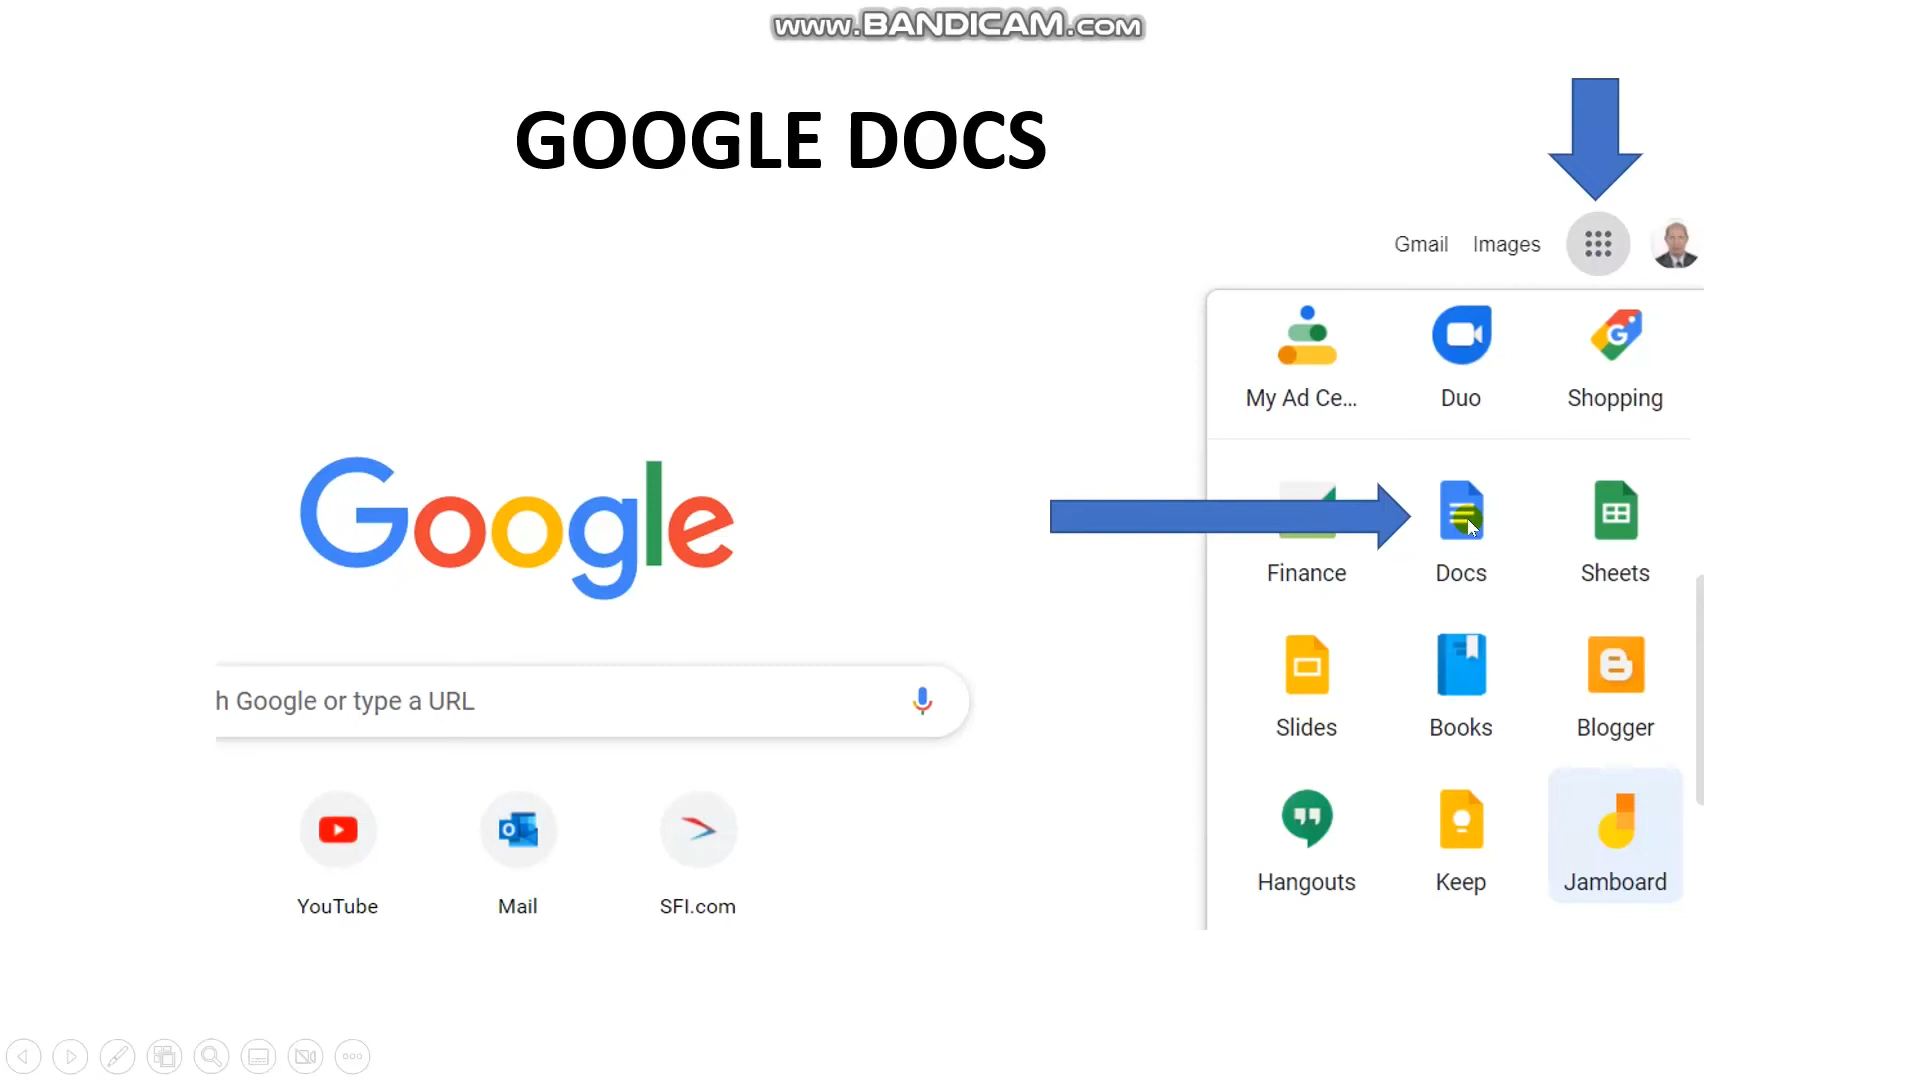 www.BANDICAM.com
GOOGLE DOCS
Gmail Images
My Ad Ce... Duo Shopping
Google
Finance Docs Sheets
h Google or type a URL
Slides Books Blogger
YouTube Mail SFI.com
Hangouts Keep Jamboard